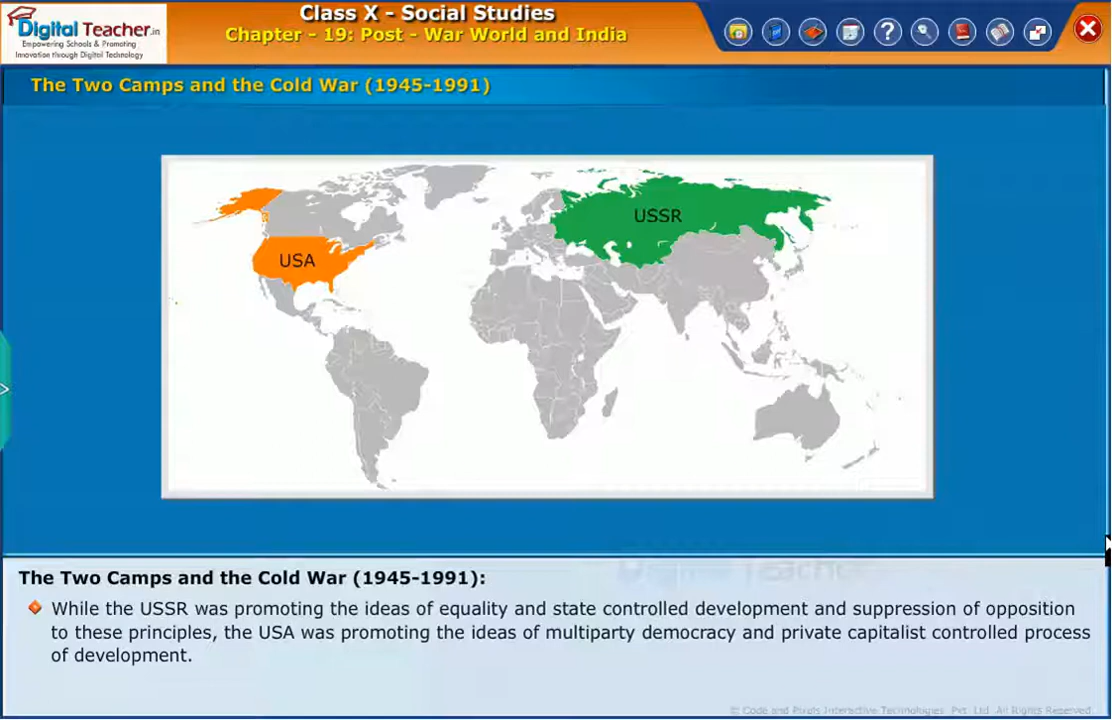 Digital Teacher.in
Empowering Schools & Promoting
Innovation through Digital Technology
Class X - Social Studies
Chapter - 19: Post - War World and India
The Two Camps and the Cold War (1945-1991)
USSR
USA
The Two Camps and the Cold War (1945-1991):
While the USSR was promoting the ideas of equality and state controlled development and suppression of opposition
to these principles, the USA was promoting the ideas of multiparty democracy and private capitalist controlled process
of development.
© Code and Pixels Interactive Technologies Pvt. Ltd. All Rights Reserved.